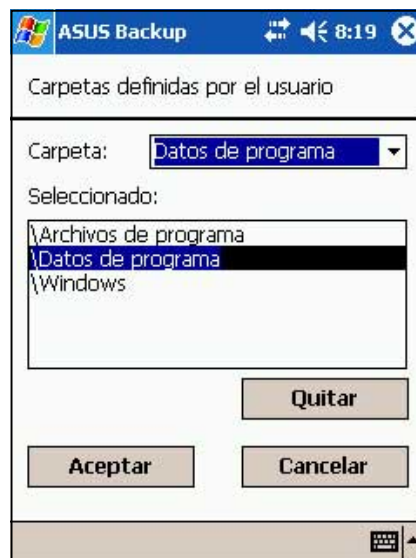 ASUS Backup 8:19
Carpetas definidas por el usuario
Carpeta: Datos de programa
Seleccionado:
\Archivos de programa
\Datos de programa
\Windows
Quitar
Aceptar Cancelar